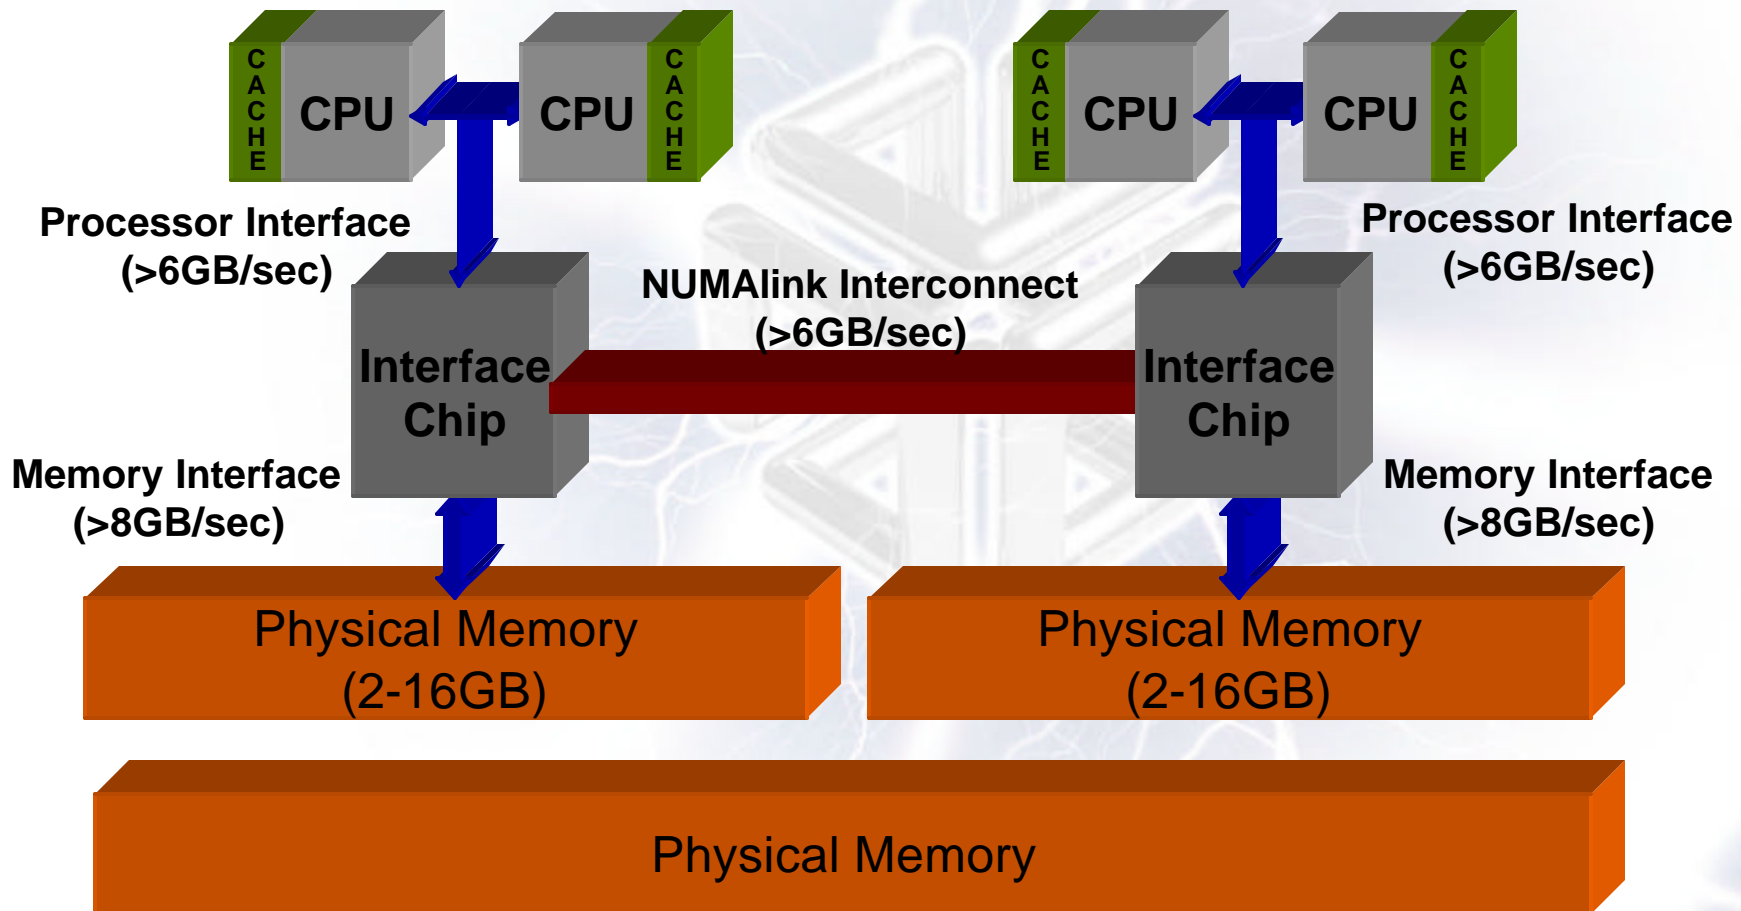 CACHE
CPU
CPU
CACHE
CACHE
CPU
CPU
CACHE
Processor Interface
(>6GB/sec)
Processor Interface
(>6GB/sec)
NUMAlink Interconnect
(>6GB/sec)
Interface
Chip
Interface
Chip
Memory Interface
(>8GB/sec)
Memory Interface
(>8GB/sec)
Physical Memory
(2-16GB)
Physical Memory
(2-16GB)
Physical Memory